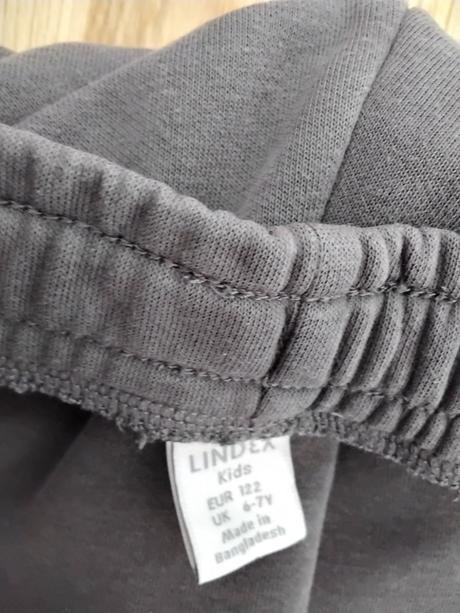 LINDEX
Kids
EUR 122
UK 6-7Y
Made in
Bangladesh